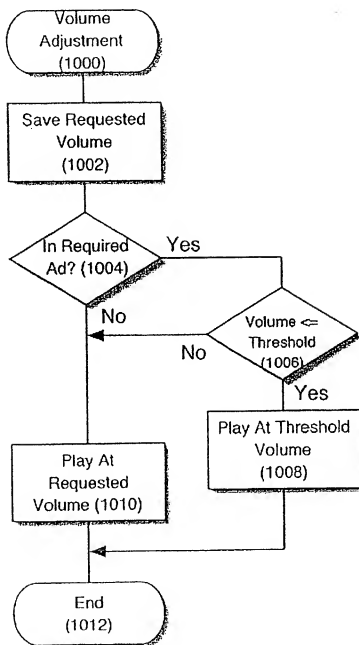 Volume
Adjustment
(1000)
Save Requested
Volume
(1002)
In Required
Ad? (1004)
Yes
No
Volume <=
Threshold
(1006)
No
Yes
Play At Threshold
Volume
(1008)
Play At
Requested
Volume (1010)
End
(1012)